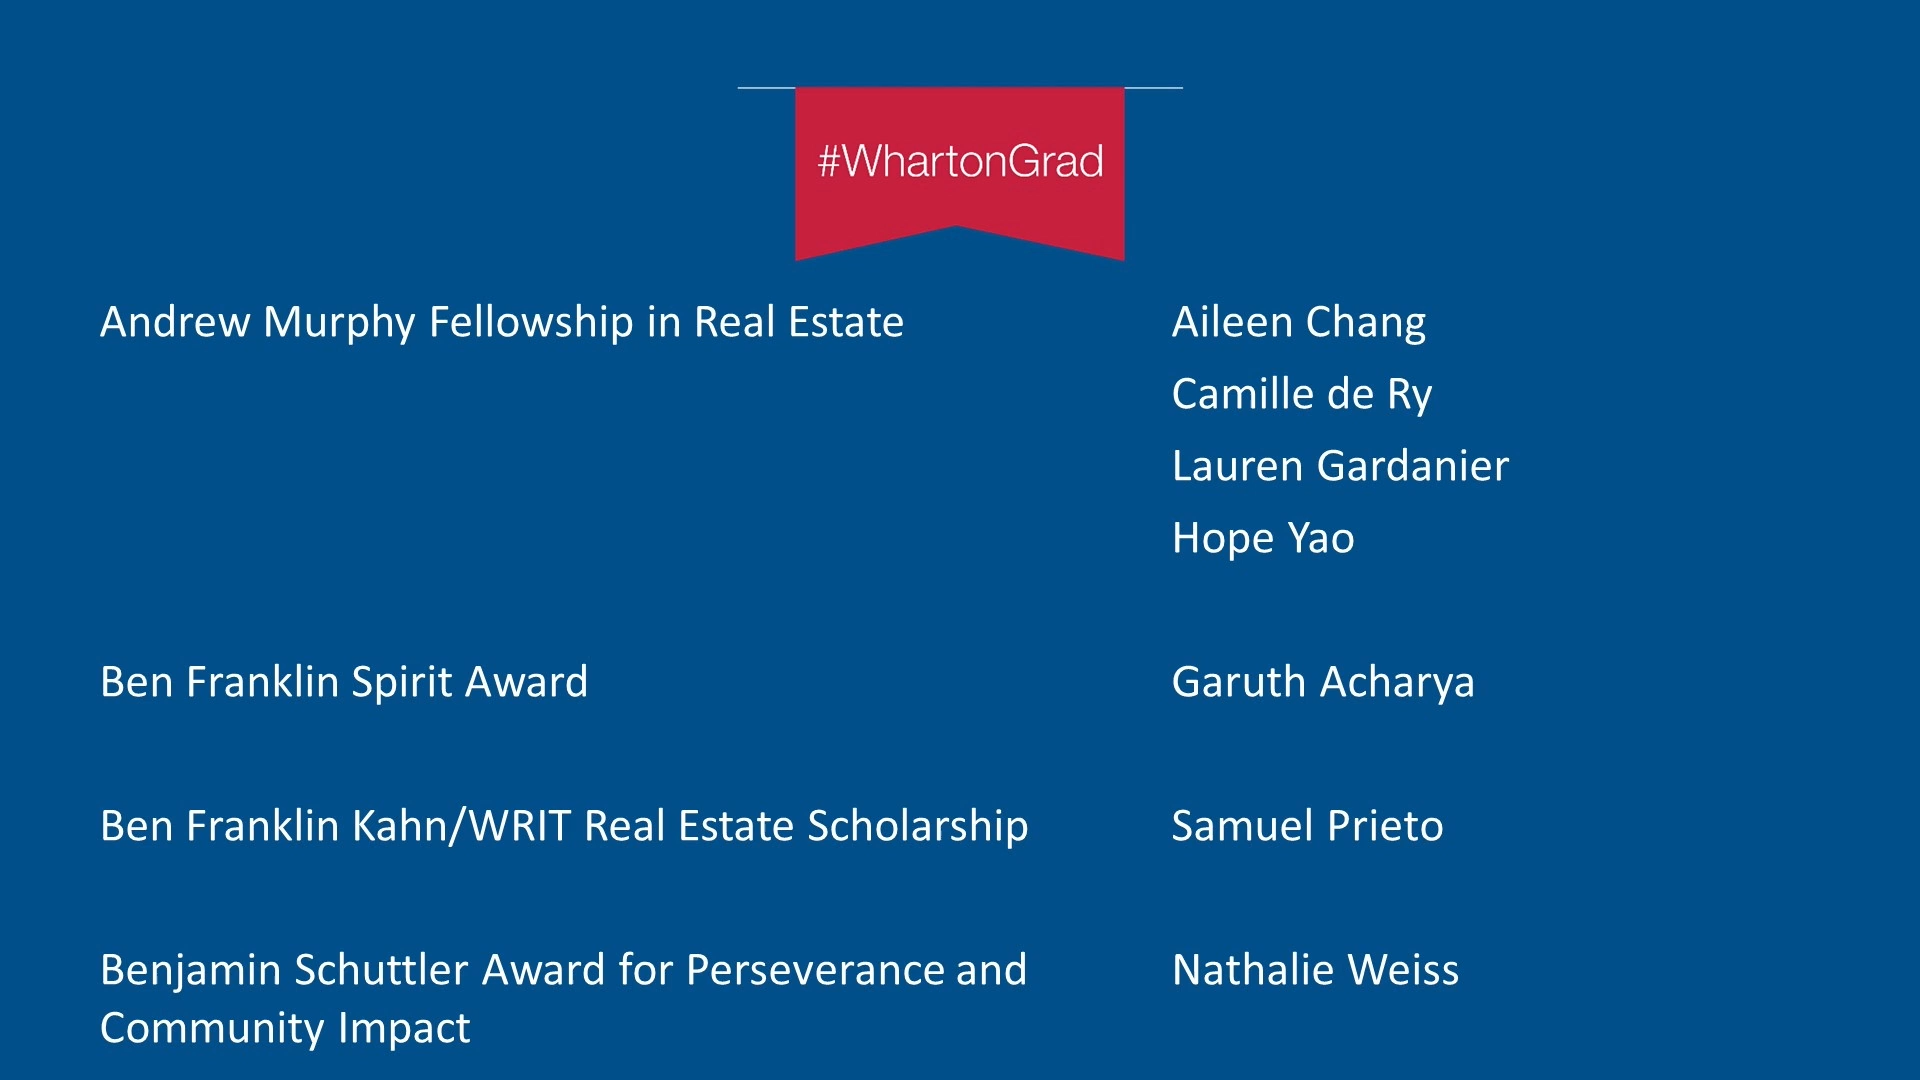 #WhartonGrad
Andrew Murphy Fellowship in Real Estate
Aileen Chang
Camille de Ry
Lauren Gardanier
Hope Yao
Ben Franklin Spirit Award
Garuth Acharya
Ben Franklin Kahn/WRIT Real Estate Scholarship
Samuel Prieto
Benjamin Schuttler Award for Perseverance and
Community Impact
Nathalie Weiss